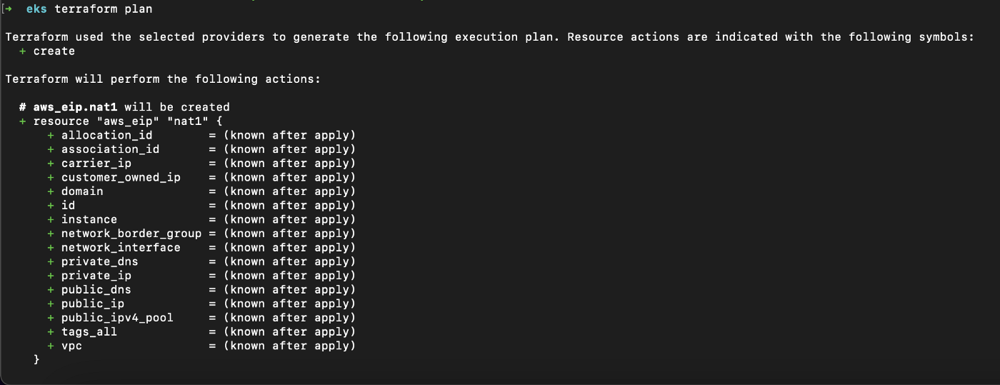 [➜  eks terraform plan
Terraform used the selected providers to generate the following execution plan. Resource actions are indicated with the following symbols:
  + create
Terraform will perform the following actions:
  # aws_eip.nat1 will be created
  + resource "aws_eip" "nat1" {
      + allocation_id        = (known after apply)
      + association_id       = (known after apply)
      + carrier_ip           = (known after apply)
      + customer_owned_ip    = (known after apply)
      + domain               = (known after apply)
      + id                   = (known after apply)
      + instance             = (known after apply)
      + network_border_group = (known after apply)
      + network_interface    = (known after apply)
      + private_dns          = (known after apply)
      + private_ip           = (known after apply)
      + public_dns           = (known after apply)
      + public_ip            = (known after apply)
      + public_ipv4_pool     = (known after apply)
      + tags_all             = (known after apply)
      + vpc                  = (known after apply)
    }